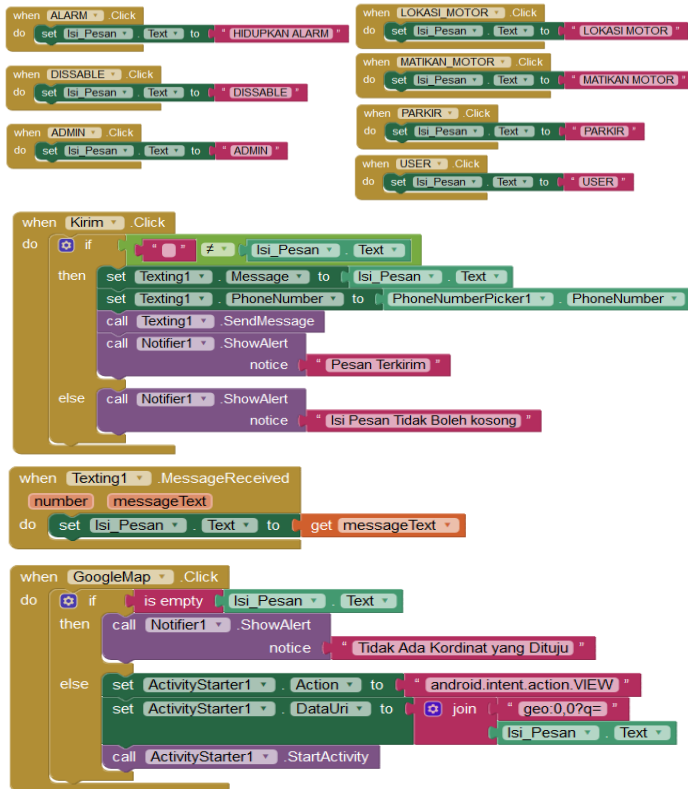 when ALARM .Click
do set Isi_Pesan . Text to " HIDUPKAN ALARM "
when DISSABLE .Click
do set Isi_Pesan . Text to " DISSABLE "
when ADMIN .Click
do set Isi_Pesan . Text to " ADMIN "
when LOKASI_MOTOR .Click
do set Isi_Pesan . Text to " LOKASI MOTOR "
when MATIKAN_MOTOR .Click
do set Isi_Pesan . Text to " MATIKAN MOTOR "
when PARKIR .Click
do set Isi_Pesan . Text to " PARKIR "
when USER .Click
do set Isi_Pesan . Text to " USER "
when Kirim .Click
do if " " ≠ Isi_Pesan . Text
then set Texting1 . Message to Isi_Pesan . Text
set Texting1 . PhoneNumber to PhoneNumberPicker1 . PhoneNumber
call Texting1 .SendMessage
call Notifier1 .ShowAlert
notice " Pesan Terkirim "
else call Notifier1 .ShowAlert
notice " Isi Pesan Tidak Boleh kosong "
when Texting1 .MessageReceived
number messageText
do set Isi_Pesan . Text to get messageText
when GoogleMap .Click
do if is empty Isi_Pesan . Text
then call Notifier1 .ShowAlert
notice " Tidak Ada Kordinat yang Dituju "
else set ActivityStarter1 . Action to " android.intent.action.VIEW "
set ActivityStarter1 . DataUri to join " geo:0,0?q= "
Isi_Pesan . Text
call ActivityStarter1 .StartActivity